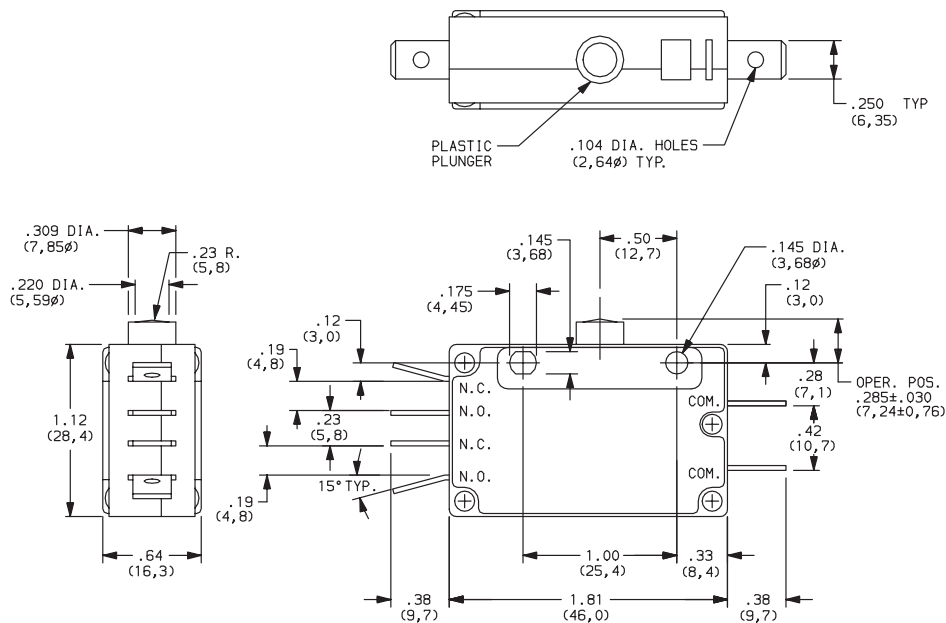 .250 TYP
(6,35)
PLASTIC
PLUNGER
.104 DIA. HOLES
(2,64ø) TYP.
.309 DIA.
(7,85ø)
.23 R.
(5,8)
.220 DIA.
(5,59ø)
.145
(3,68)
.50
(12,7)
.145 DIA.
(3,68ø)
.175
(4,45)
.12
(3,0)
.12
(3,0)
.19
(4,8)
N.C.
N.O.
N.C.
N.O.
COM.
COM.
.28
(7,1)
OPER. POS.
.285±.030
(7,24±0,76)
1.12
(28,4)
.23
(5,8)
.42
(10,7)
15° TYP.
.19
(4,8)
.64
(16,3)
1.00
(25,4)
.33
(8,4)
.38
(9,7)
1.81
(46,0)
.38
(9,7)